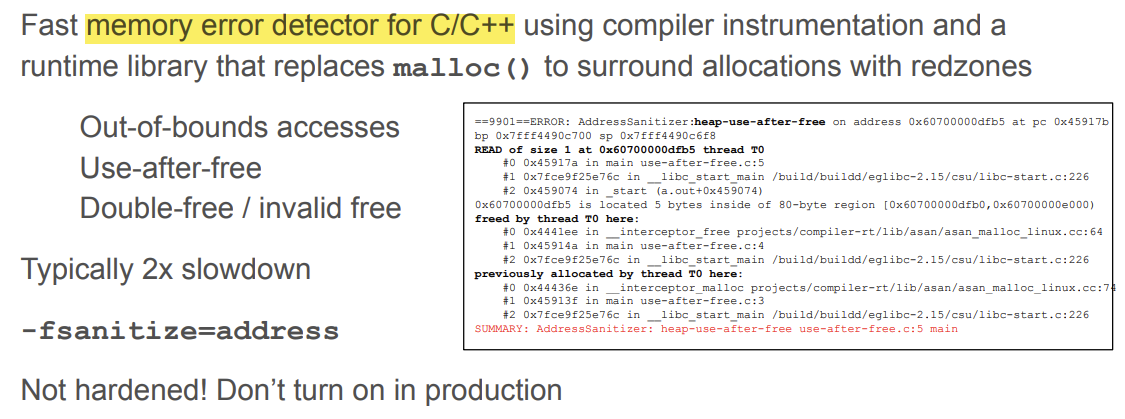 Fast memory error detector for C/C++ using compiler instrumentation and a
runtime library that replaces malloc() to surround allocations with redzones
Out-of-bounds accesses
Use-after-free
Double-free / invalid free
Typically 2x slowdown
-fsanitize=address
Not hardened! Don’t turn on in production
==9901==ERROR: AddressSanitizer:heap-use-after-free on address 0x60700000dfb5 at pc 0x45917b
bp 0x7fff4490c700 sp 0x7fff4490c6f8
READ of size 1 at 0x60700000dfb5 thread T0
#0 0x45917a in main use-after-free.c:5
#1 0x7fce9f25e76c in __libc_start_main /build/buildd/eglibc-2.15/csu/libc-start.c:226
#2 0x459074 in _start (a.out+0x459074)
0x60700000dfb5 is located 5 bytes inside of 80-byte region [0x60700000dfb0,0x60700000e000)
freed by thread T0 here:
#0 0x4441ee in __interceptor_free projects/compiler-rt/lib/asan/asan_malloc_linux.cc:64
#1 0x45914a in main use-after-free.c:4
#2 0x7fce9f25e76c in __libc_start_main /build/buildd/eglibc-2.15/csu/libc-start.c:226
previously allocated by thread T0 here:
#0 0x44436e in __interceptor_malloc projects/compiler-rt/lib/asan/asan_malloc_linux.cc:74
#1 0x45913f in main use-after-free.c:3
#2 0x7fce9f25e76c in __libc_start_main /build/buildd/eglibc-2.15/csu/libc-start.c:226
SUMMARY: AddressSanitizer: heap-use-after-free use-after-free.c:5 main